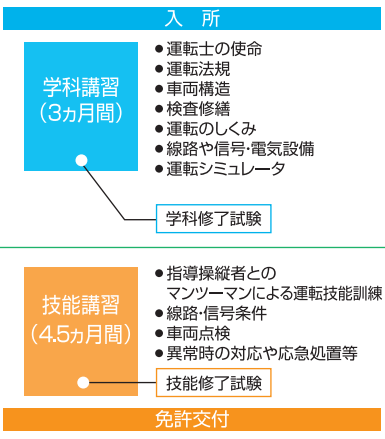 入 所
学科講習
(3ヵ月間)
●運転士の使命
●運転法規
●車両構造
●検査修繕
●運転のしくみ
●線路や信号・電気設備
●運転シミュレータ
学科修了試験
技能講習
(4.5ヵ月間)
●指導操縦者との
マンツーマンによる運転技能訓練
●線路・信号条件
●車両点検
●異常時の対応や応急処置等
技能修了試験
免許交付